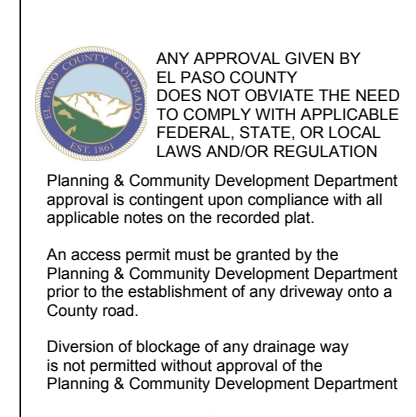 EL PASO COUNTY COLORADO
EST. 1861
ANY APPROVAL GIVEN BY
EL PASO COUNTY
DOES NOT OBVIATE THE NEED
TO COMPLY WITH APPLICABLE
FEDERAL, STATE, OR LOCAL
LAWS AND/OR REGULATION
Planning & Community Development Department
approval is contingent upon compliance with all
applicable notes on the recorded plat.
An access permit must be granted by the
Planning & Community Development Department
prior to the establishment of any driveway onto a
County road.
Diversion of blockage of any drainage way
is not permitted without approval of the
Planning & Community Development Department